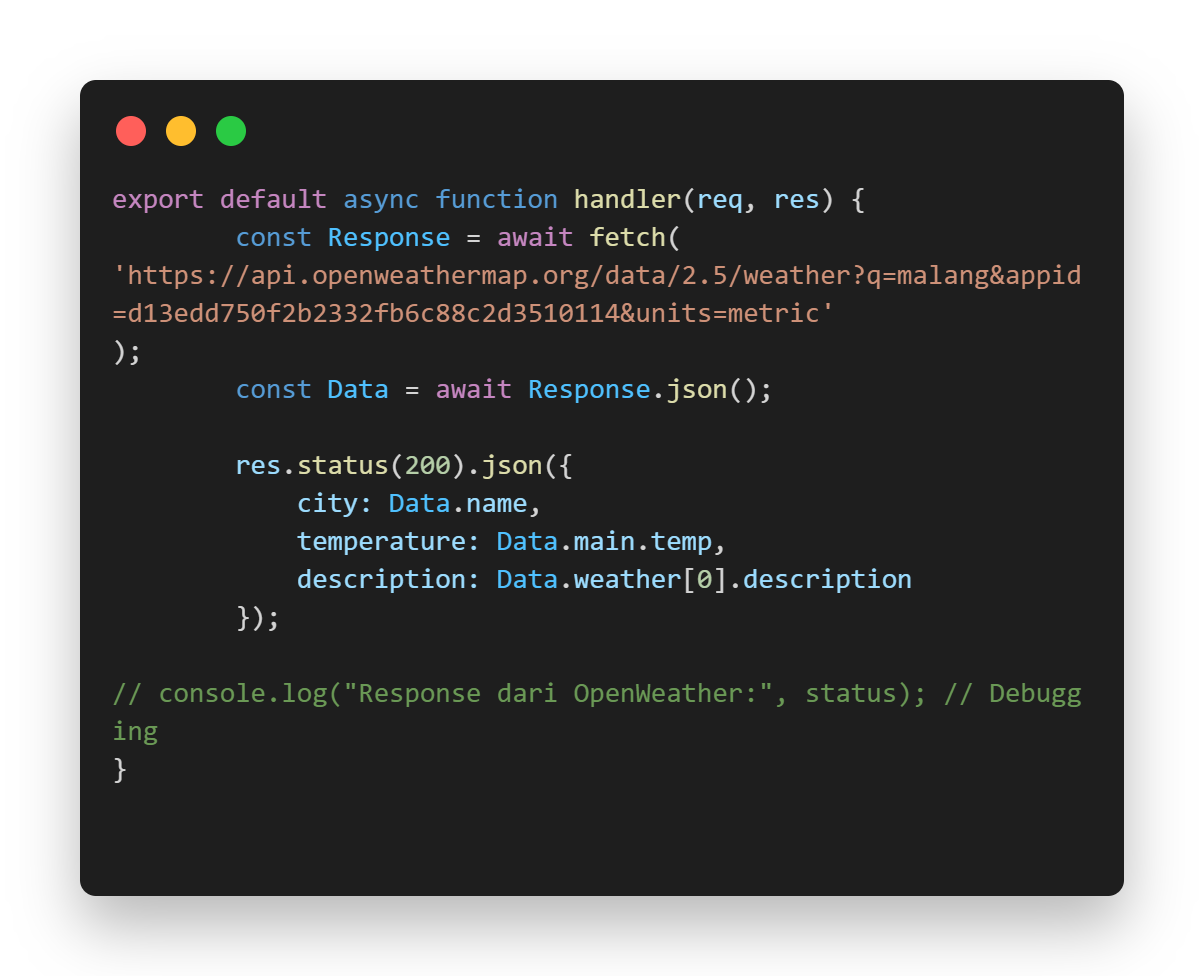 export default async function handler(req, res) {
        const Response = await fetch(
'https://api.openweathermap.org/data/2.5/weather?q=malang&appid
=d13edd750f2b2332fb6c88c2d3510114&units=metric'
);
        const Data = await Response.json();

        res.status(200).json({
            city: Data.name,
            temperature: Data.main.temp,
            description: Data.weather[0].description
        });

// console.log("Response dari OpenWeather:", status); // Debugg
ing
}